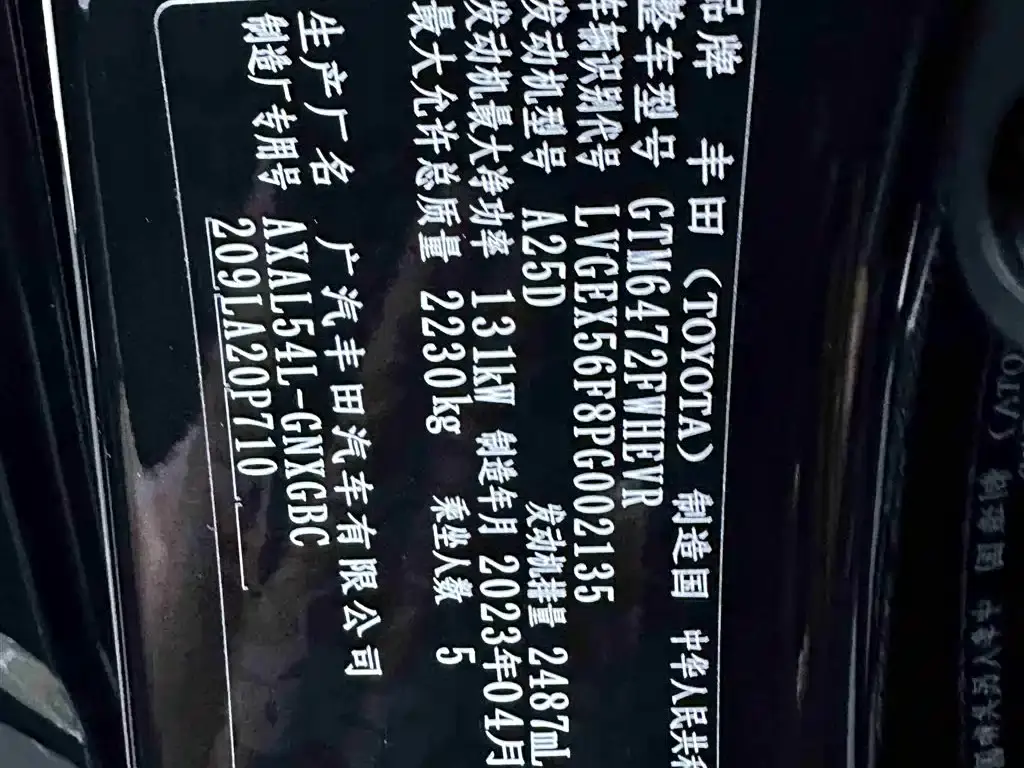 品牌 丰田(TOYOTA) 制造国 中华人民共和
整车型号 GTM6472FWHEVR
车辆识别代号 LVGEX56F8PG002135
发动机型号 A25D 发动机排量 2487mL
发动机最大净功率 131kW 制造年月 2023年04月
最大允许总质量 2230kg 乘坐人数 5
生产厂名 广汽丰田汽车有限公司
制造厂专用号 AXAL54L-GNXGBC
209LA20P710